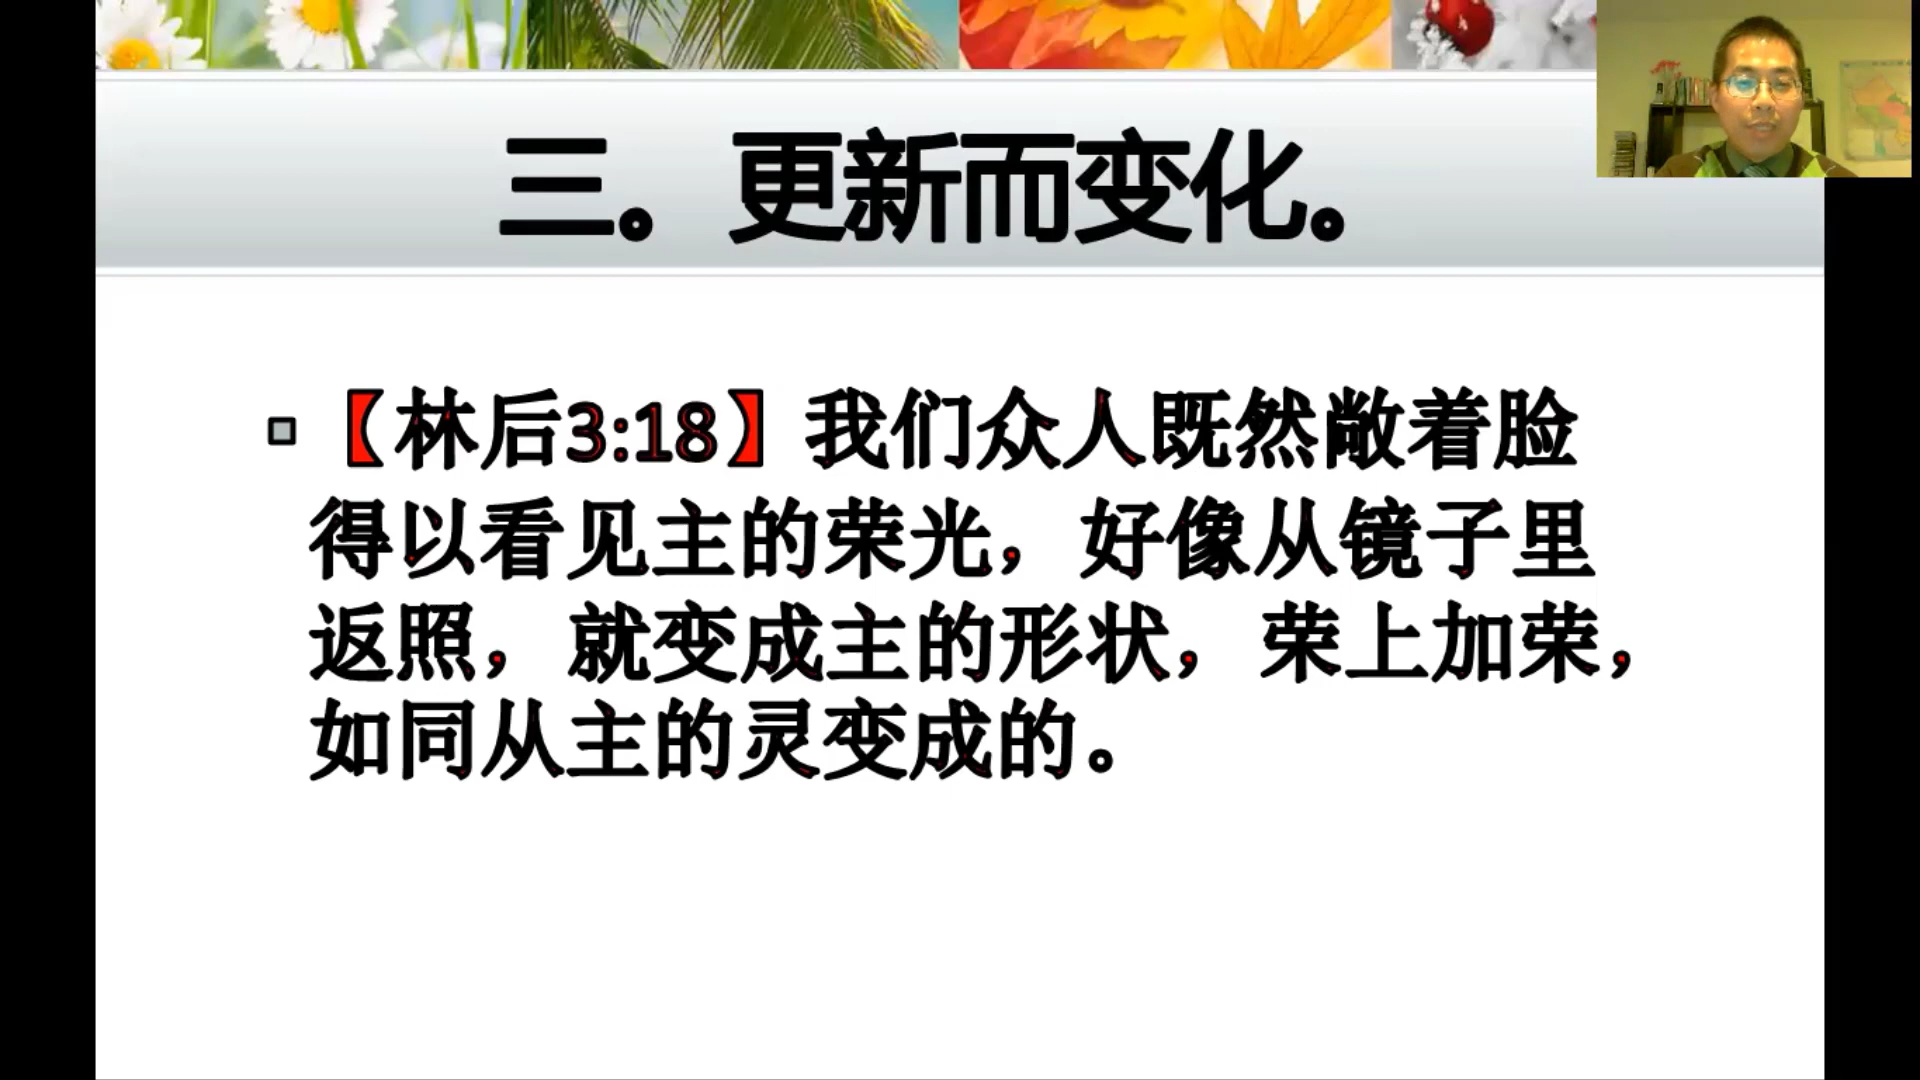 三。更新而变化。
【林后3:18】我们众人既然敞着脸
得以看见主的荣光，好像从镜子里
返照，就变成主的形状，荣上加荣，
如同从主的灵变成的。